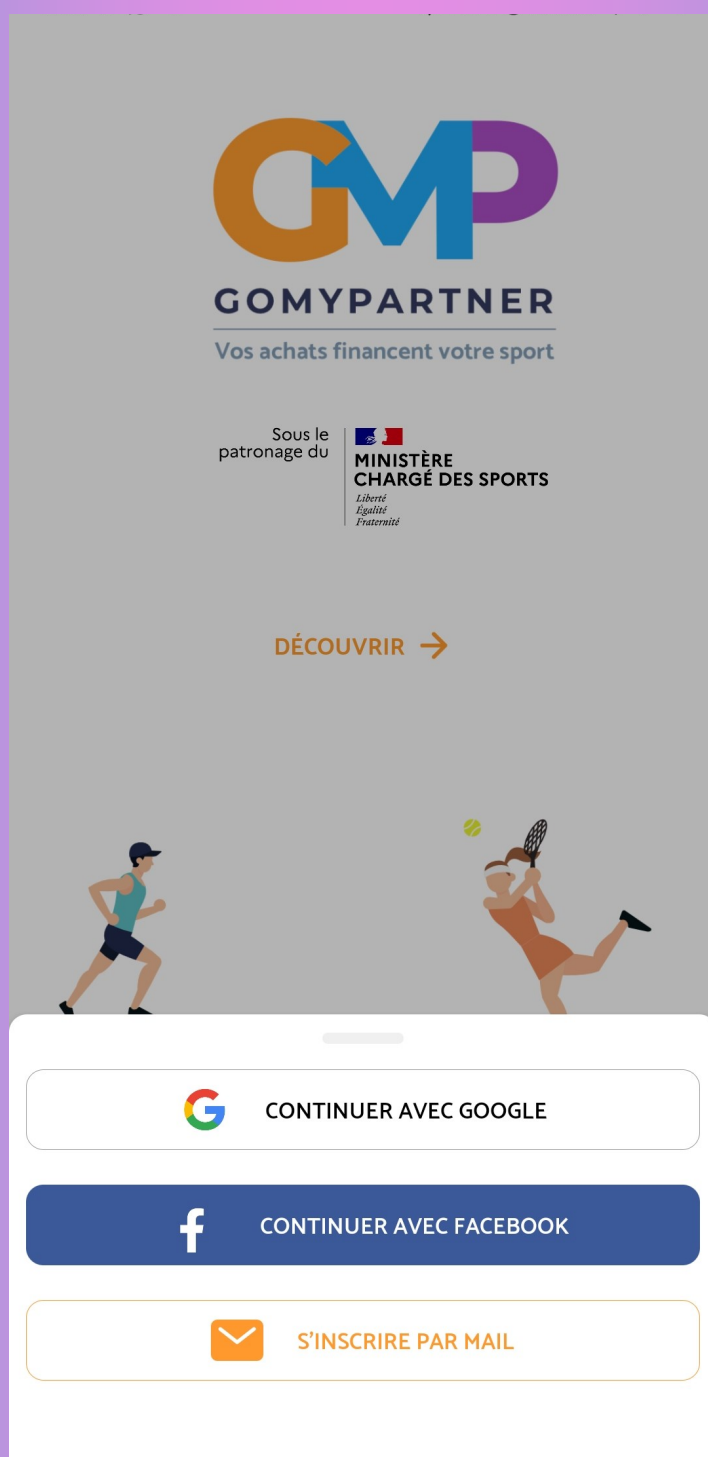 GMP
GOMYPARTNER
Vos achats financent votre sport
Sous le
patronage du
MINISTÈRE
CHARGÉ DES SPORTS
Liberté
Égalité
Fraternité
DÉCOUVRIR
CONTINUER AVEC GOOGLE
CONTINUER AVEC FACEBOOK
S'INSCRIRE PAR MAIL